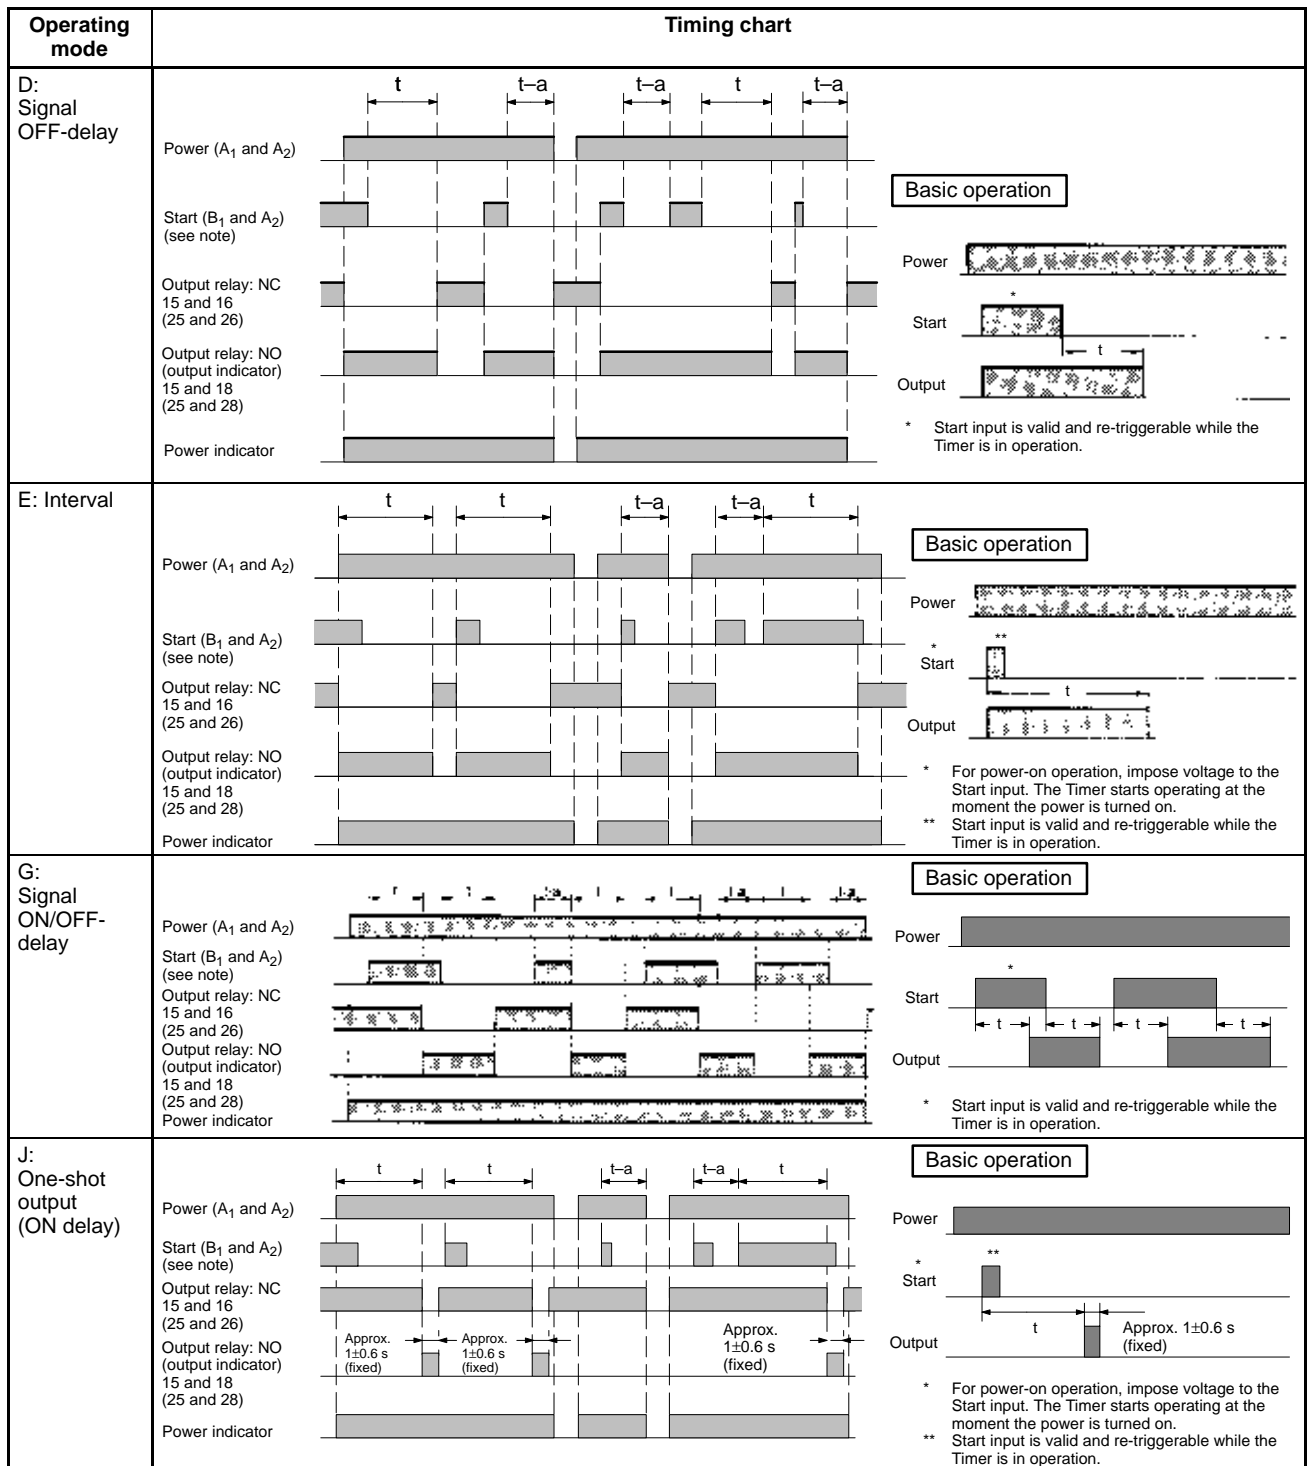 Operating mode
Timing chart
D:
Signal
OFF-delay
t
t–a
t–a
t
t–a
Power (A1 and A2)
Start (B1 and A2)
(see note)
Output relay: NC
15 and 16
(25 and 26)
Output relay: NO
(output indicator)
15 and 18
(25 and 28)
Power indicator
Basic operation
Power
*
Start
t
Output
* Start input is valid and re-triggerable while the
Timer is in operation.
E: Interval
t
t
t–a
t–a
t
Power (A1 and A2)
Start (B1 and A2)
(see note)
Output relay: NC
15 and 16
(25 and 26)
Output relay: NO
(output indicator)
15 and 18
(25 and 28)
Power indicator
Basic operation
Power
**
*
Start
t
Output
* For power-on operation, impose voltage to the
Start input. The Timer starts operating at the
moment the power is turned on.
** Start input is valid and re-triggerable while the
Timer is in operation.
G:
Signal
ON/OFF-
delay
Power (A1 and A2)
Start (B1 and A2)
(see note)
Output relay: NC
15 and 16
(25 and 26)
Output relay: NO
(output indicator)
15 and 18
(25 and 28)
Power indicator
Basic operation
Power
*
Start
t
t
t
t
Output
* Start input is valid and re-triggerable while the
Timer is in operation.
J:
One-shot
output
(ON delay)
t
t
t–a
t–a
t
Power (A1 and A2)
Start (B1 and A2)
(see note)
Output relay: NC
15 and 16
(25 and 26)
Output relay: NO
(output indicator)
15 and 18
(25 and 28)
Approx.
1±0.6 s
(fixed)
Approx.
1±0.6 s
(fixed)
Approx.
1±0.6 s
(fixed)
Power indicator
Basic operation
Power
**
*
Start
t
Approx. 1±0.6 s
(fixed)
Output
* For power-on operation, impose voltage to the
Start input. The Timer starts operating at the
moment the power is turned on.
** Start input is valid and re-triggerable while the
Timer is in operation.